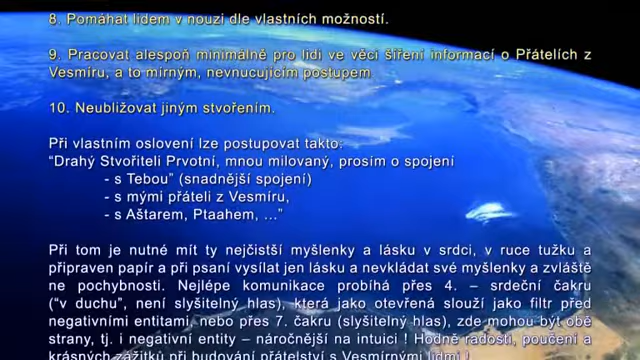 8. Pomáhat lidem v nouzi dle vlastních možností.
9. Pracovat alespoň minimálně pro lidi ve věci šíření informací o Přátelích z
Vesmíru, a to mírným, nevnucujícím postupem
10. Neubližovat jiným stvořením.
Při vlastním oslovení lze postupovat takto:
“Drahý Stvořiteli Prvotní, mnou milovaný, prosím o spojení
- s Tebou” (snadnější spojení)
- s mými přáteli z Vesmíru,
- s Aštarem, Ptaahem, ...”
Při tom je nutné mít ty nejčistší myšlenky a lásku v srdci, v ruce tužku a
připraven papír a při psaní vysílat jen lásku a nevkládat své myšlenky a zvláště
ne pochybnosti. Nejlépe komunikace probíhá přes 4. – srdeční čakru
(“v duchu”, není slyšitelný hlas), která jako otevřená slouží jako filtr před
negativními entitami, nebo přes 7. čakru (slyšitelný hlas), zde mohou být obě
strany, tj. i negativní entity – náročnější na intuici ! Hodně radosti, poučení a
krásných zážitků při budování přátelství s Vesmírnými lidmi !